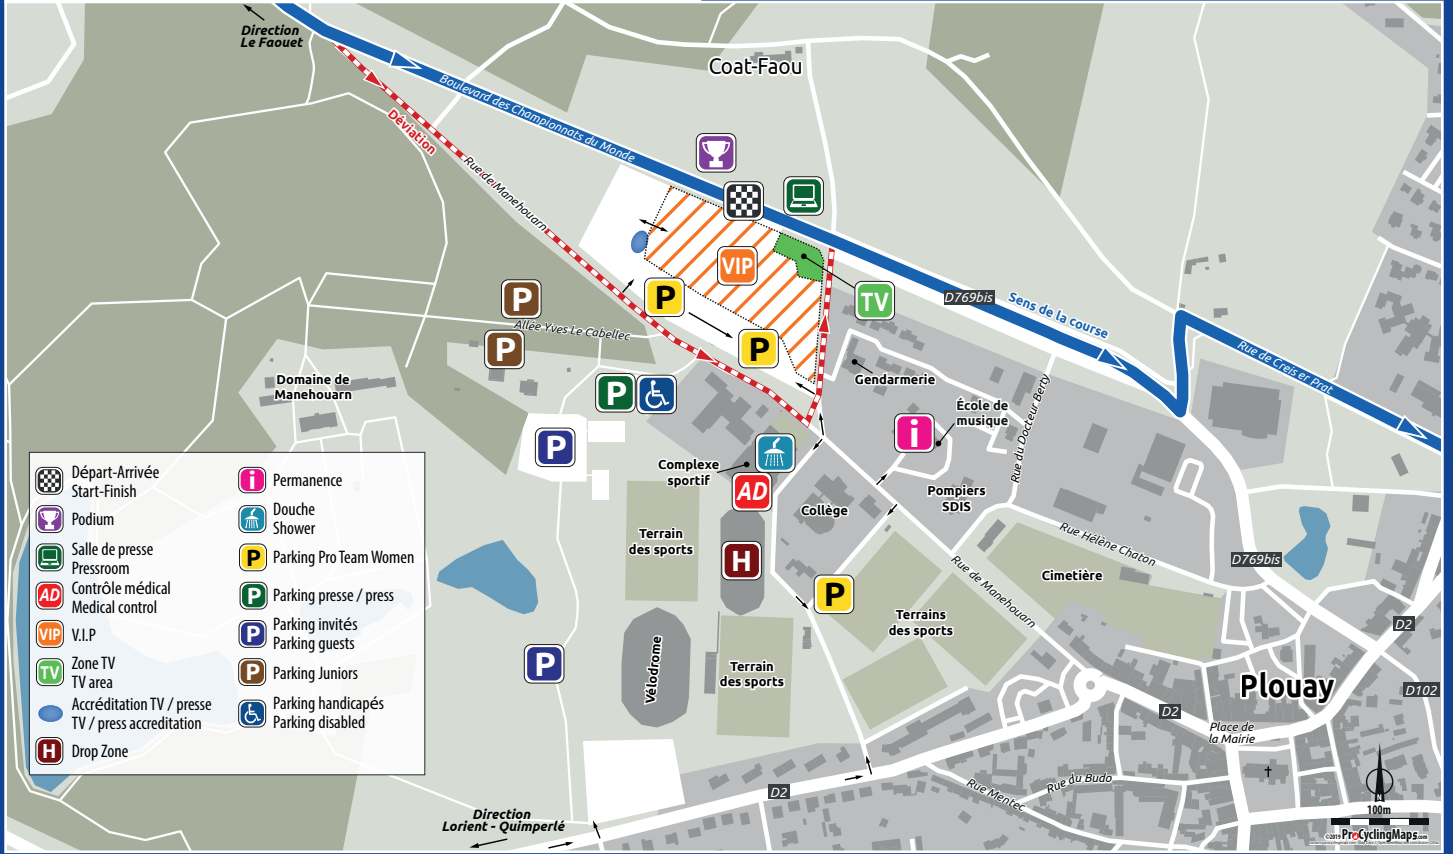 Direction
Le Faouet
Coat-Faou
Boulevard des Championnats du Monde
Déviation
Rue de Manehouarn
VIP
TV
D769bis
Sens de la course
Rue de Creis er Prat
P
P
P
Allée Yves Le Cabellec
P
Gendarmerie
École de
musique
Domaine de
Manehouarn
P
P
i
Rue du Docteur Berty
Complexe
sportif
AD
Collège
Pompiers
SDIS
Terrain
des sports
H
Rue Hélène Chaton
D769bis
Cimetière
Rue de Manehouarn
P
Terrains
des sports
D2
P
Vélodrome
Terrain
des sports
Plouay
D102
D2
Place de
la Mairie
D2
Rue Mentec
Rue du Budo
Direction
Lorient - Quimperlé
Départ-Arrivée
Start-Finish
Podium
Salle de presse
Pressroom
AD
Contrôle médical
Medical control
VIP
V.I.P
TV
Zone TV
TV area
Accréditation TV / presse
TV / press accreditation
H
Drop Zone
i
Permanence
Douche
Shower
P
Parking Pro Team Women
P
Parking presse / press
P
Parking invités
Parking guests
P
Parking Juniors
Parking handicapés
Parking disabled
N
100m
©2019 ProCyclingMaps.com